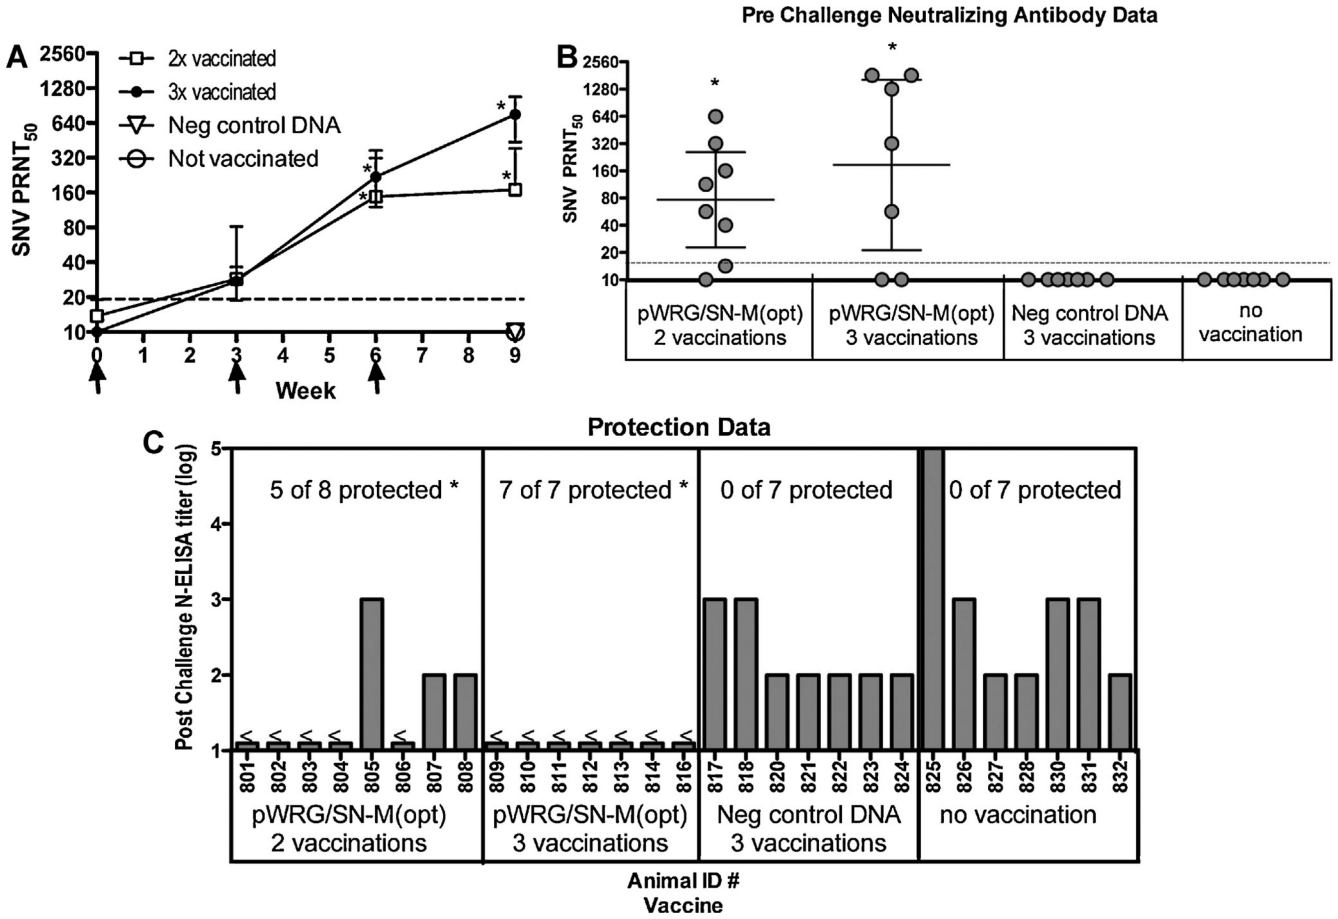 A
SNV PRNT50
2560
1280
640
320
160
80
40
20
10
2x vaccinated
3x vaccinated
Neg control DNA
Not vaccinated
*
*
*
*
0 1 2 3 4 5 6 7 8 9
Week
Pre Challenge Neutralizing Antibody Data
B
SNV PRNT50
2560
1280
640
320
160
80
40
20
10
*
*
pWRG/SN-M(opt)
2 vaccinations
pWRG/SN-M(opt)
3 vaccinations
Neg control DNA
3 vaccinations
no
vaccination
Protection Data
C
Post Challenge N-ELISA titer (log)
5
4
3
2
1
5 of 8 protected *
7 of 7 protected *
0 of 7 protected
0 of 7 protected
< < < < < < < < < < < <
801 802 803 804 805 806 807 808 809 810 811 812 813 814 816 817 818 820 821 822 823 824 825 826 827 828 830 831 832
pWRG/SN-M(opt)
2 vaccinations
pWRG/SN-M(opt)
3 vaccinations
Neg control DNA
3 vaccinations
no vaccination
Animal ID #
Vaccine